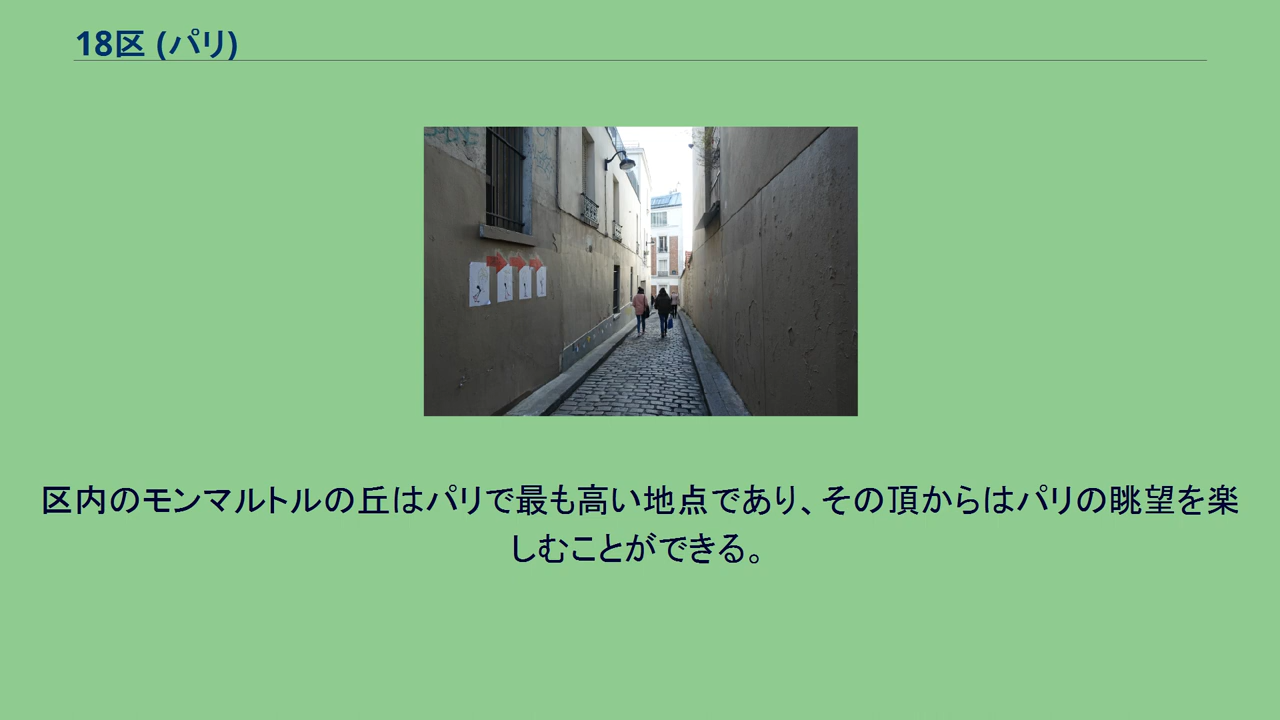 18区 (パリ)
区内のモンマルトルの丘はパリで最も高い地点であり、その頂からはパリの眺望を楽
しむことができる。